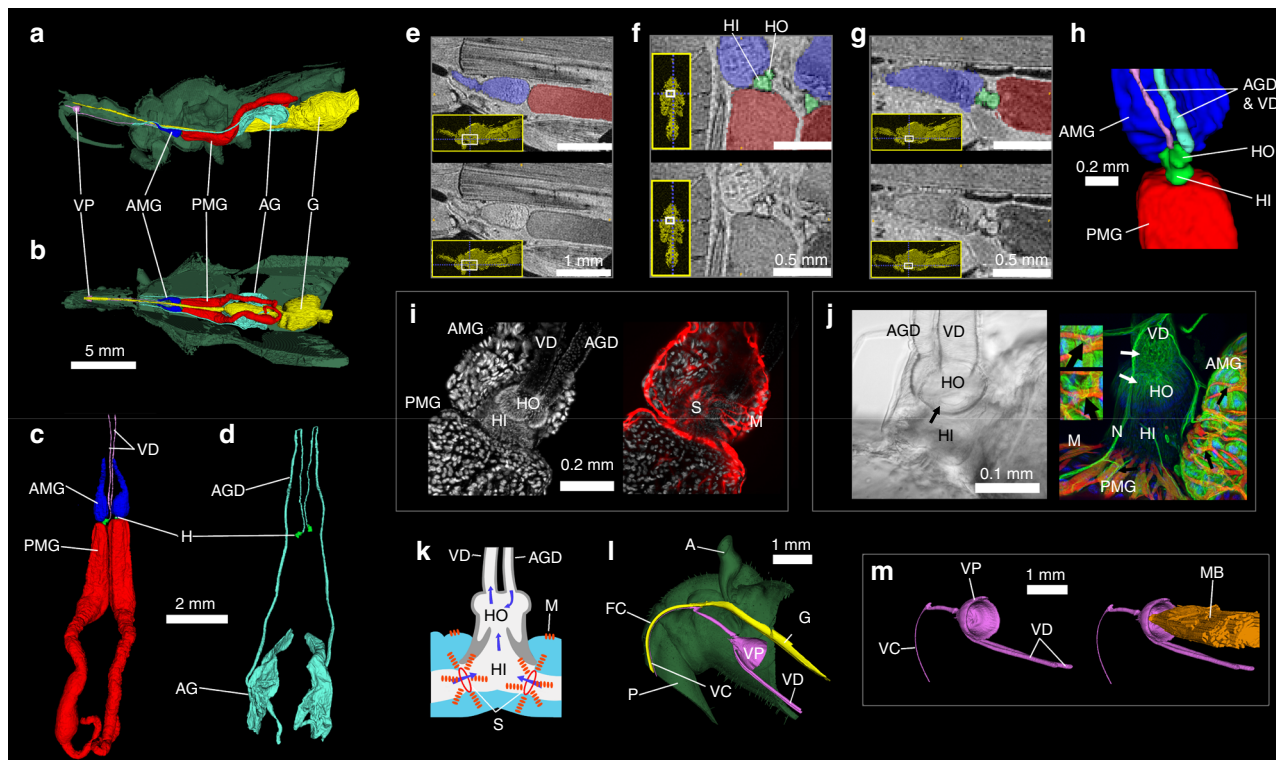 a
VP AMG PMG AG G
b
5 mm
c
VD
AMG
H
PMG
2 mm
d
AGD
AG
e
1 mm
f
HI HO
0.5 mm
g
0.5 mm
h
AGD
& VD
AMG
HO
0.2 mm
HI
PMG
i
AMG VD AGD
PMG HO
HI
S M
0.2 mm
j
AGD VD
HO
HI
0.1 mm
VD
AMG
HO
M N HI
PMG
k
VD AGD
M
HO
HI
S
l
A 1 mm
FC
G
VP
P VC VD
m
VP 1 mm MB
VC VD